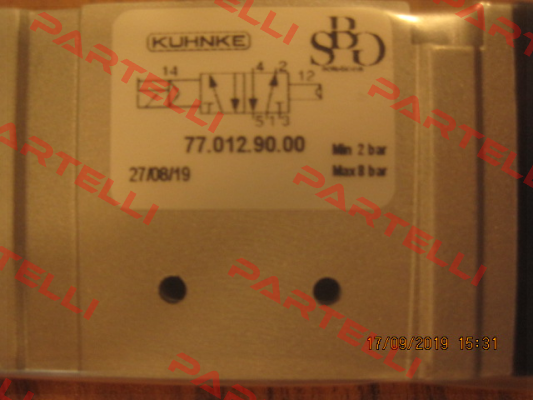 KUHNKE
SBO
14
4 2
12
5 1 3
77.012.90.00
Min 2 bar
27/08/19
Max 8 bar
17/09/2019 15:31
PARTELLI
PARTELLI
PARTELLI
PARTELLI
PARTELLI
PARTELLI